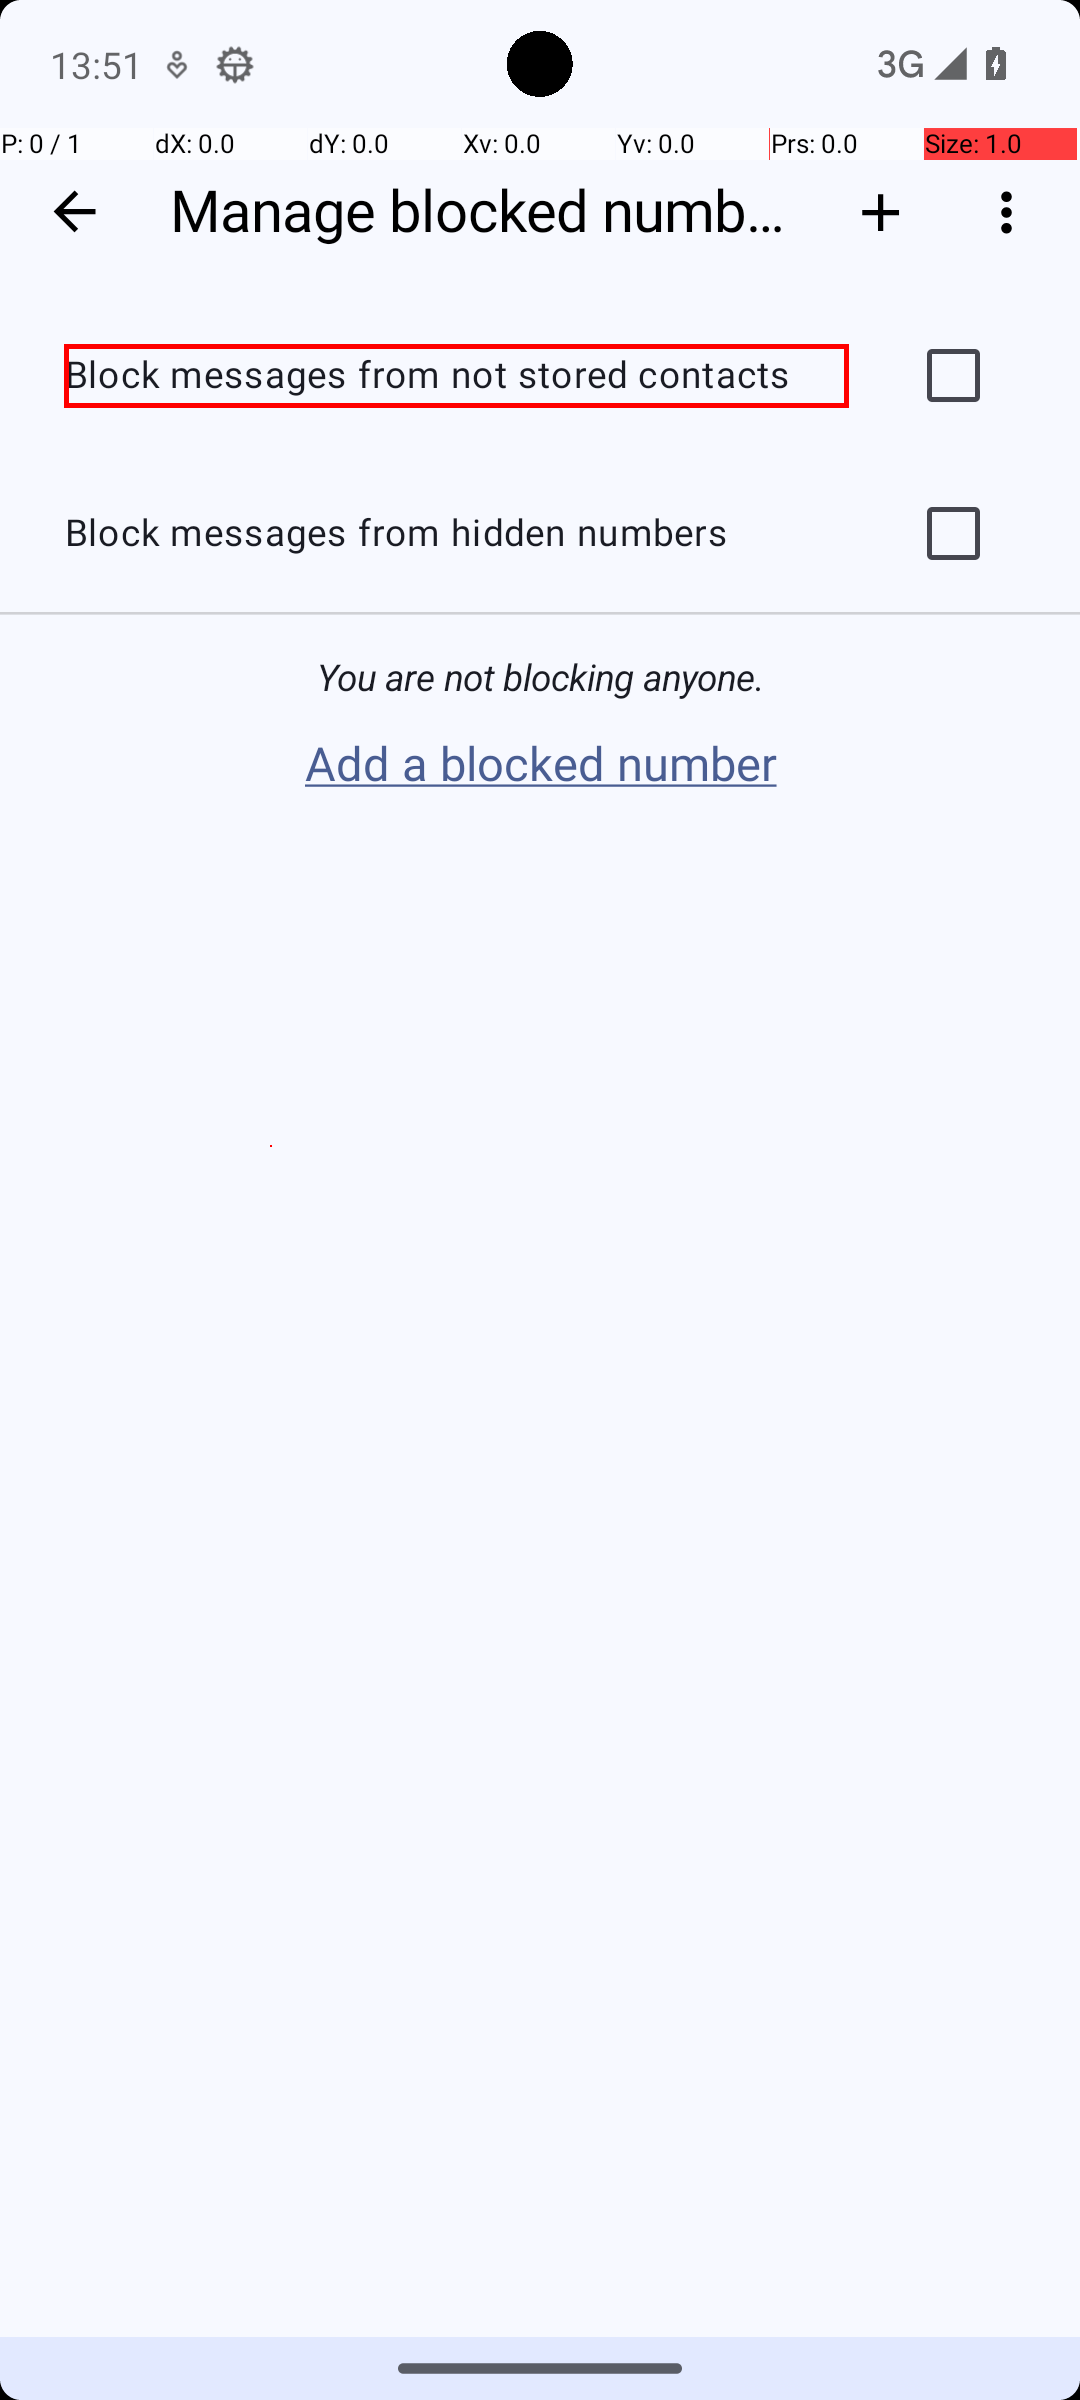 13:51
3G
P: 0 / 1 dX: 0.0 dY: 0.0 Xv: 0.0 Yv: 0.0 Prs: 0.0 Size: 1.0
Manage blocked numb...
Block messages from not stored contacts
Block messages from hidden numbers
You are not blocking anyone.
Add a blocked number